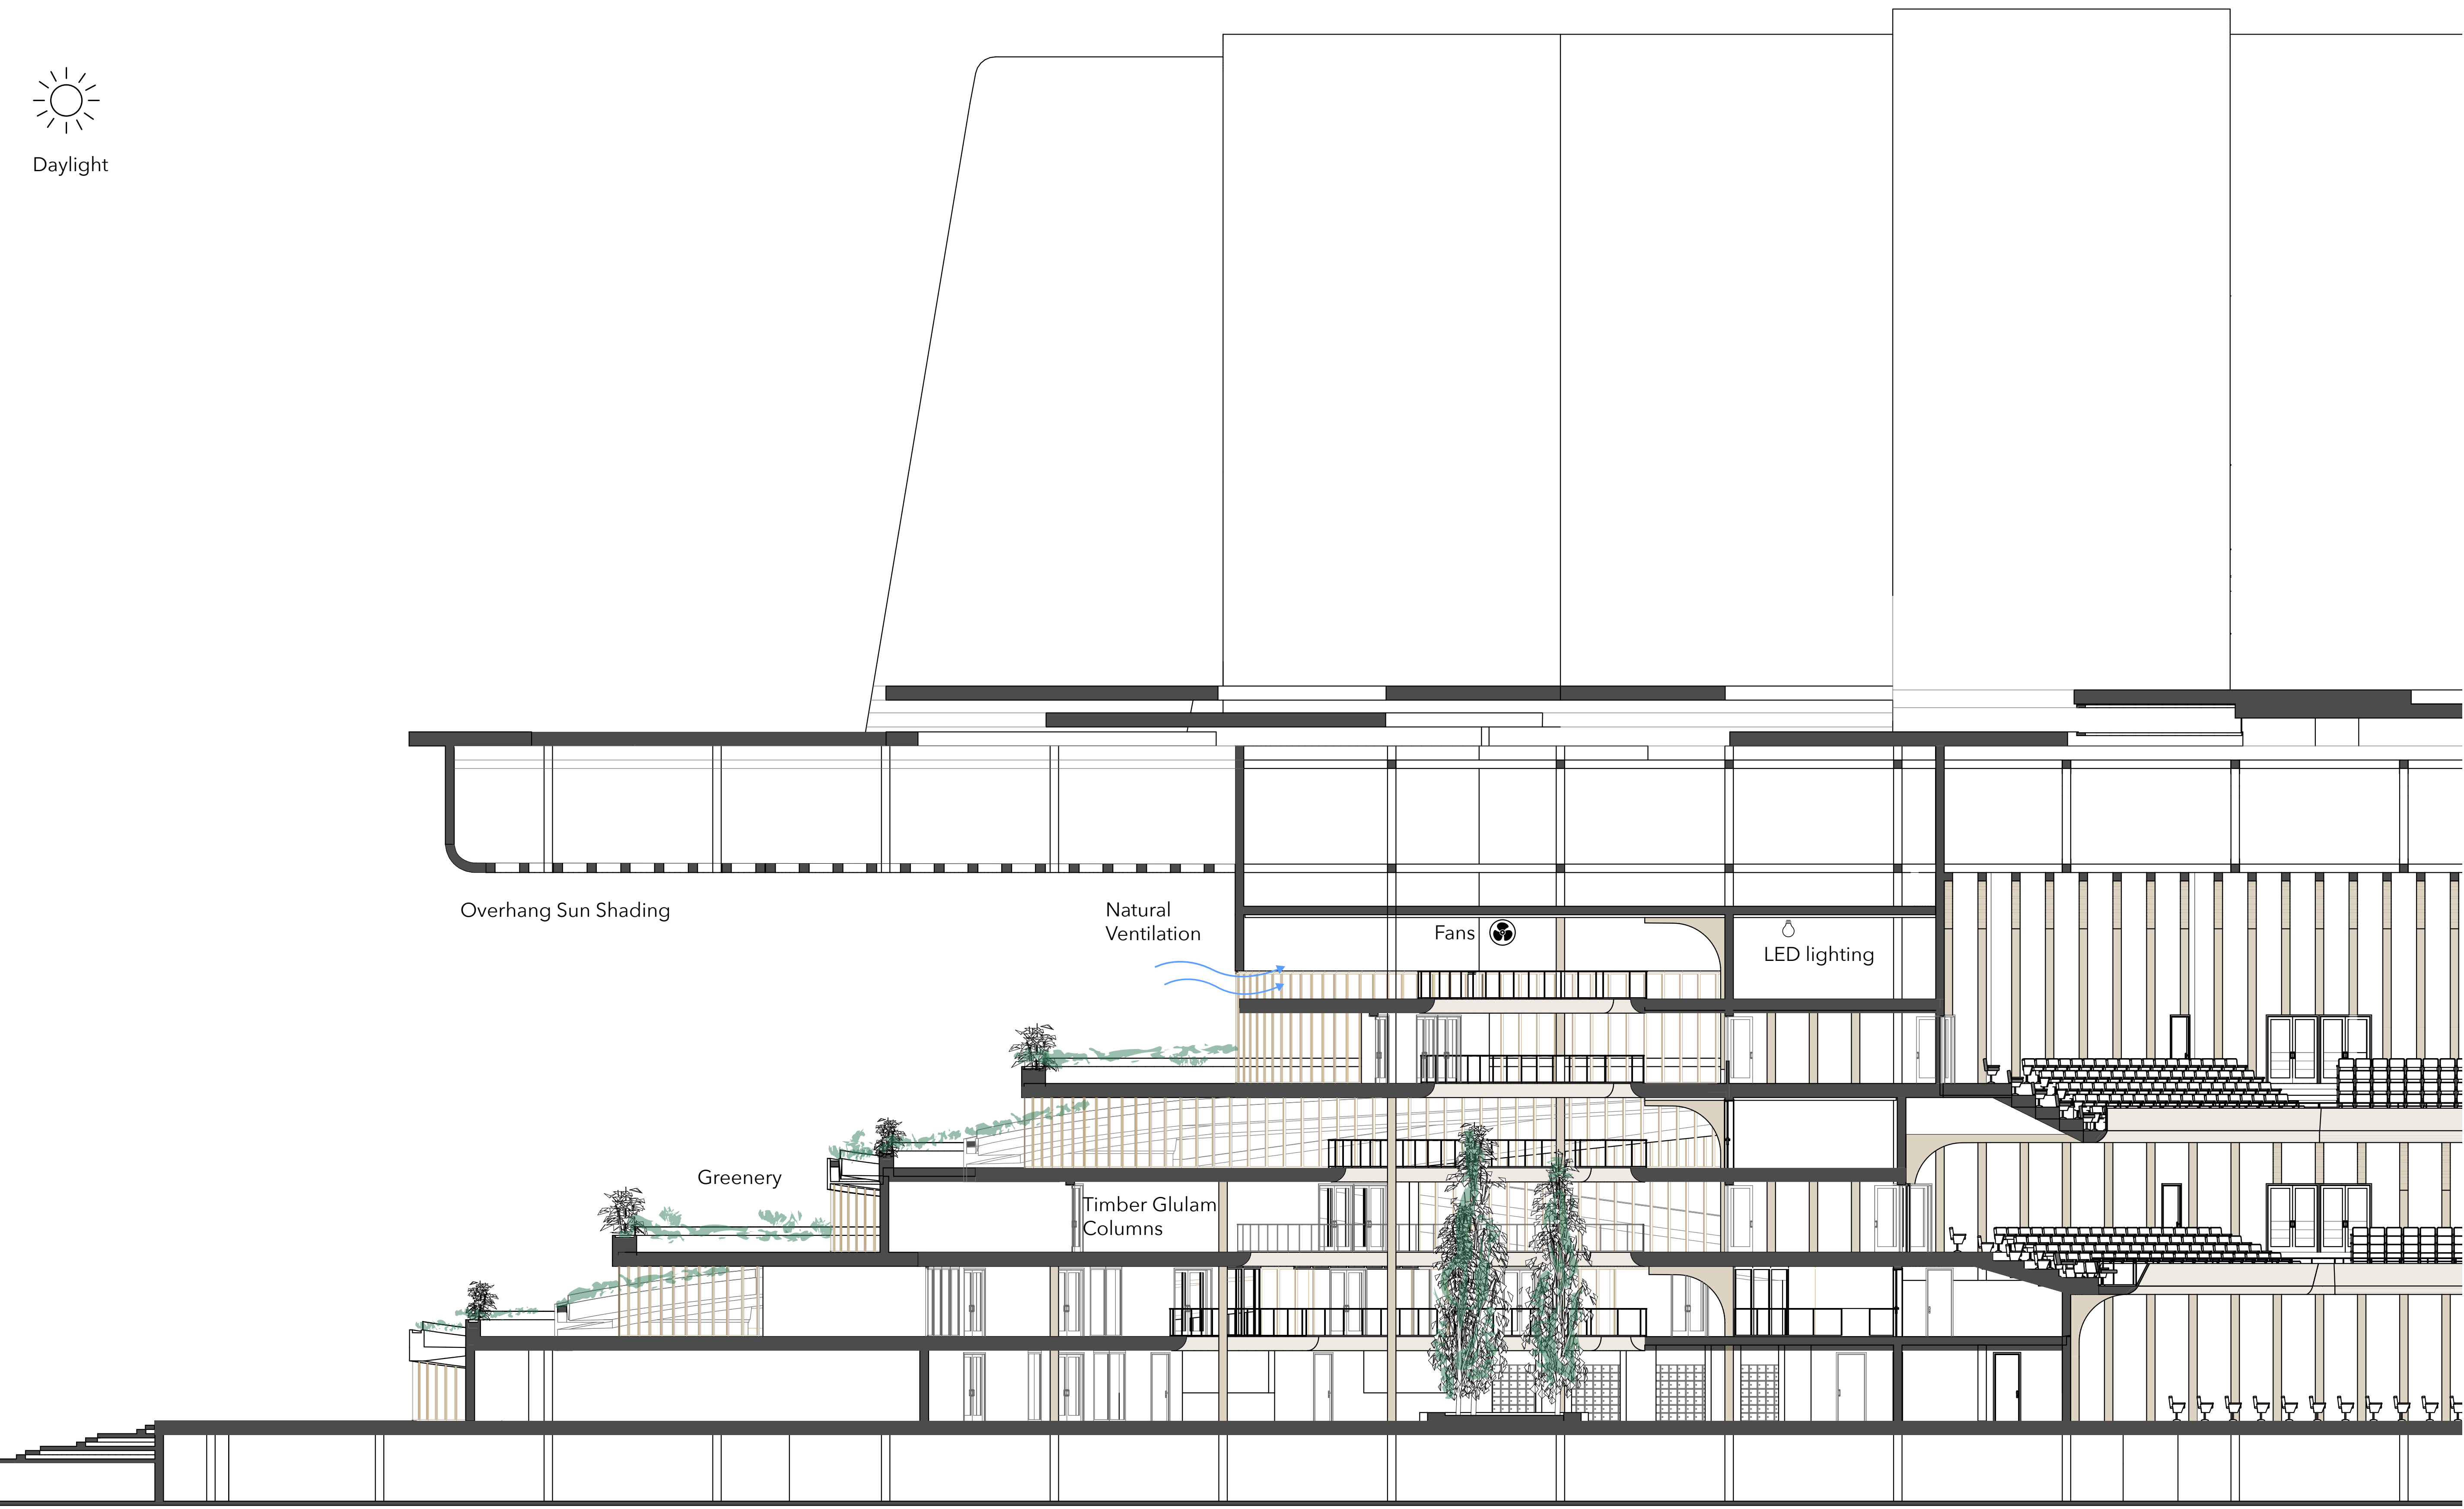 Daylight
Overhang Sun Shading
Natural
Ventilation
Fans
LED lighting
Greenery
Timber Glulam
Columns